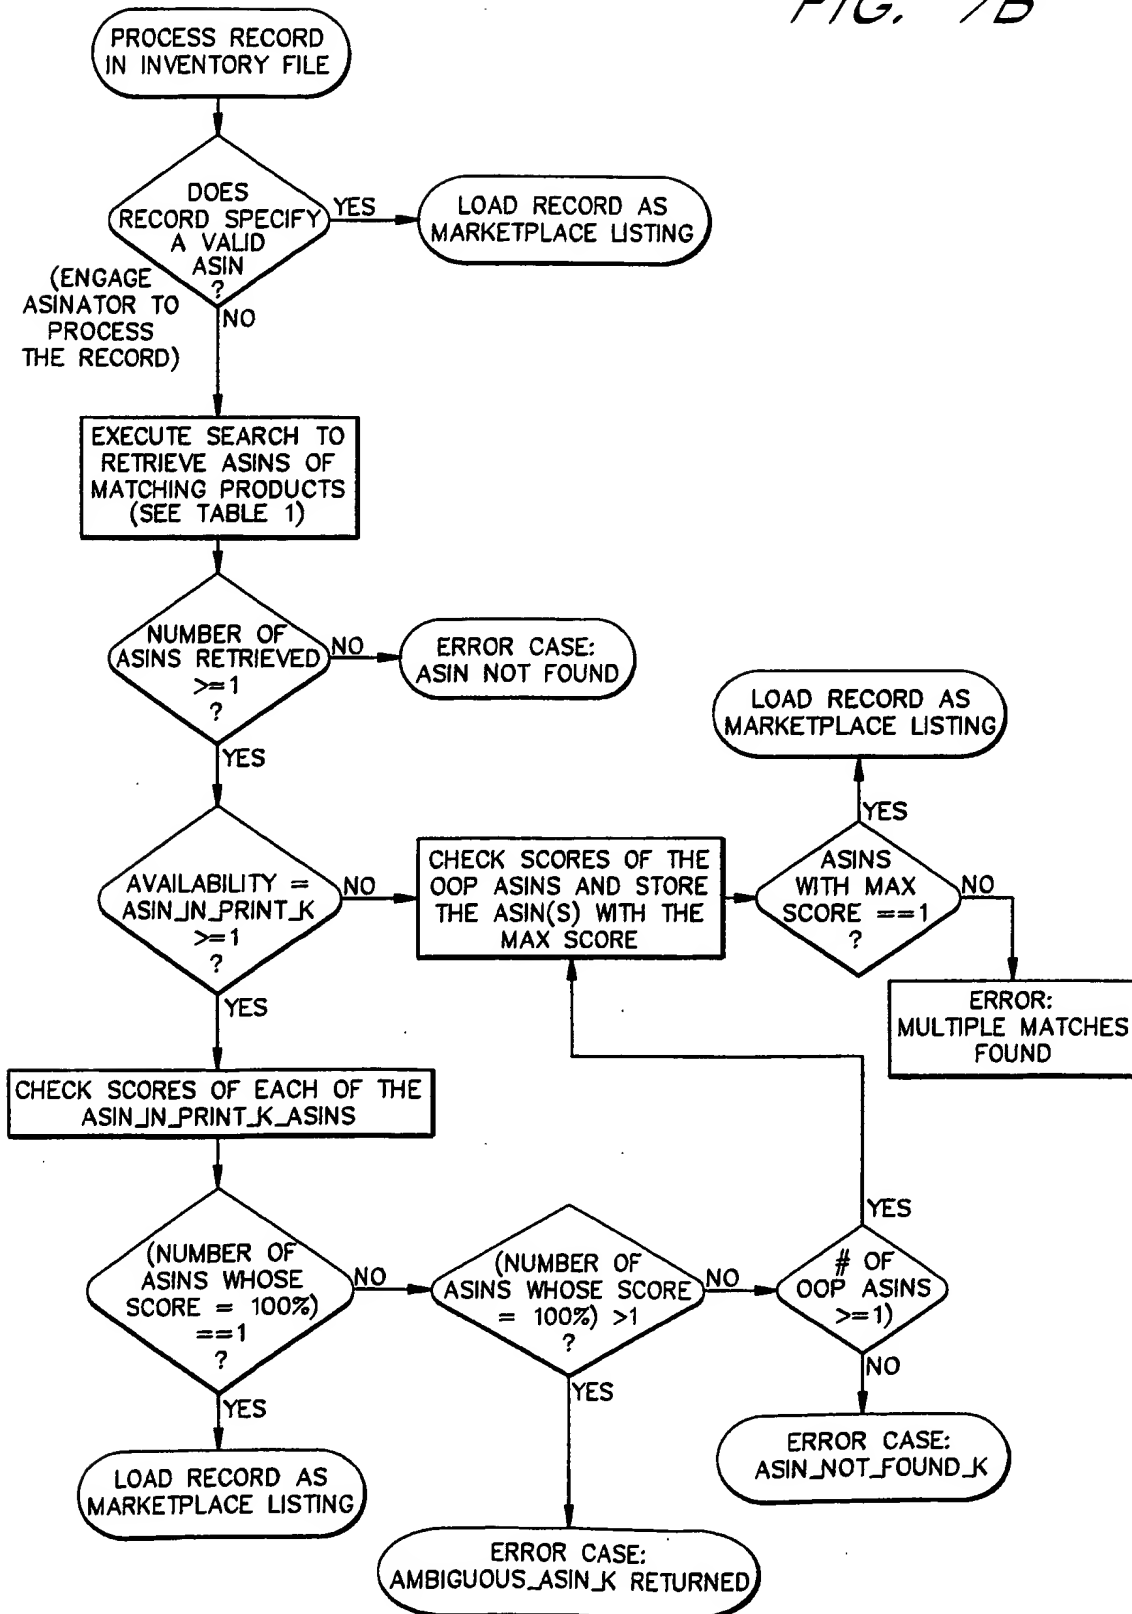 FIG. 7B
PROCESS RECORD
IN INVENTORY FILE
DOES
RECORD SPECIFY
A VALID
ASIN
?
YES
LOAD RECORD AS
MARKETPLACE LISTING
(ENGAGE
ASINATOR TO
PROCESS
THE RECORD)
NO
EXECUTE SEARCH TO
RETRIEVE ASINS OF
MATCHING PRODUCTS
(SEE TABLE 1)
NUMBER OF
ASINS RETRIEVED
>=1
?
NO
ERROR CASE:
ASIN NOT FOUND
YES
LOAD RECORD AS
MARKETPLACE LISTING
YES
AVAILABILITY =
ASIN_IN_PRINT_K
>=1
?
NO
CHECK SCORES OF THE
OOP ASINS AND STORE
THE ASIN(S) WITH THE
MAX SCORE
ASINS
WITH MAX
SCORE ==1
?
NO
ERROR:
MULTIPLE MATCHES
FOUND
YES
CHECK SCORES OF EACH OF THE
ASIN_IN_PRINT_K_ASINS
(NUMBER OF
ASINS WHOSE
SCORE = 100%)
==1
?
NO
(NUMBER OF
ASINS WHOSE SCORE
= 100%) >1
?
NO
YES
# OF
OOP ASINS
>=1)
YES
LOAD RECORD AS
MARKETPLACE LISTING
YES
ERROR CASE:
AMBIGUOUS_ASIN_K RETURNED
NO
ERROR CASE:
ASIN_NOT_FOUND_K